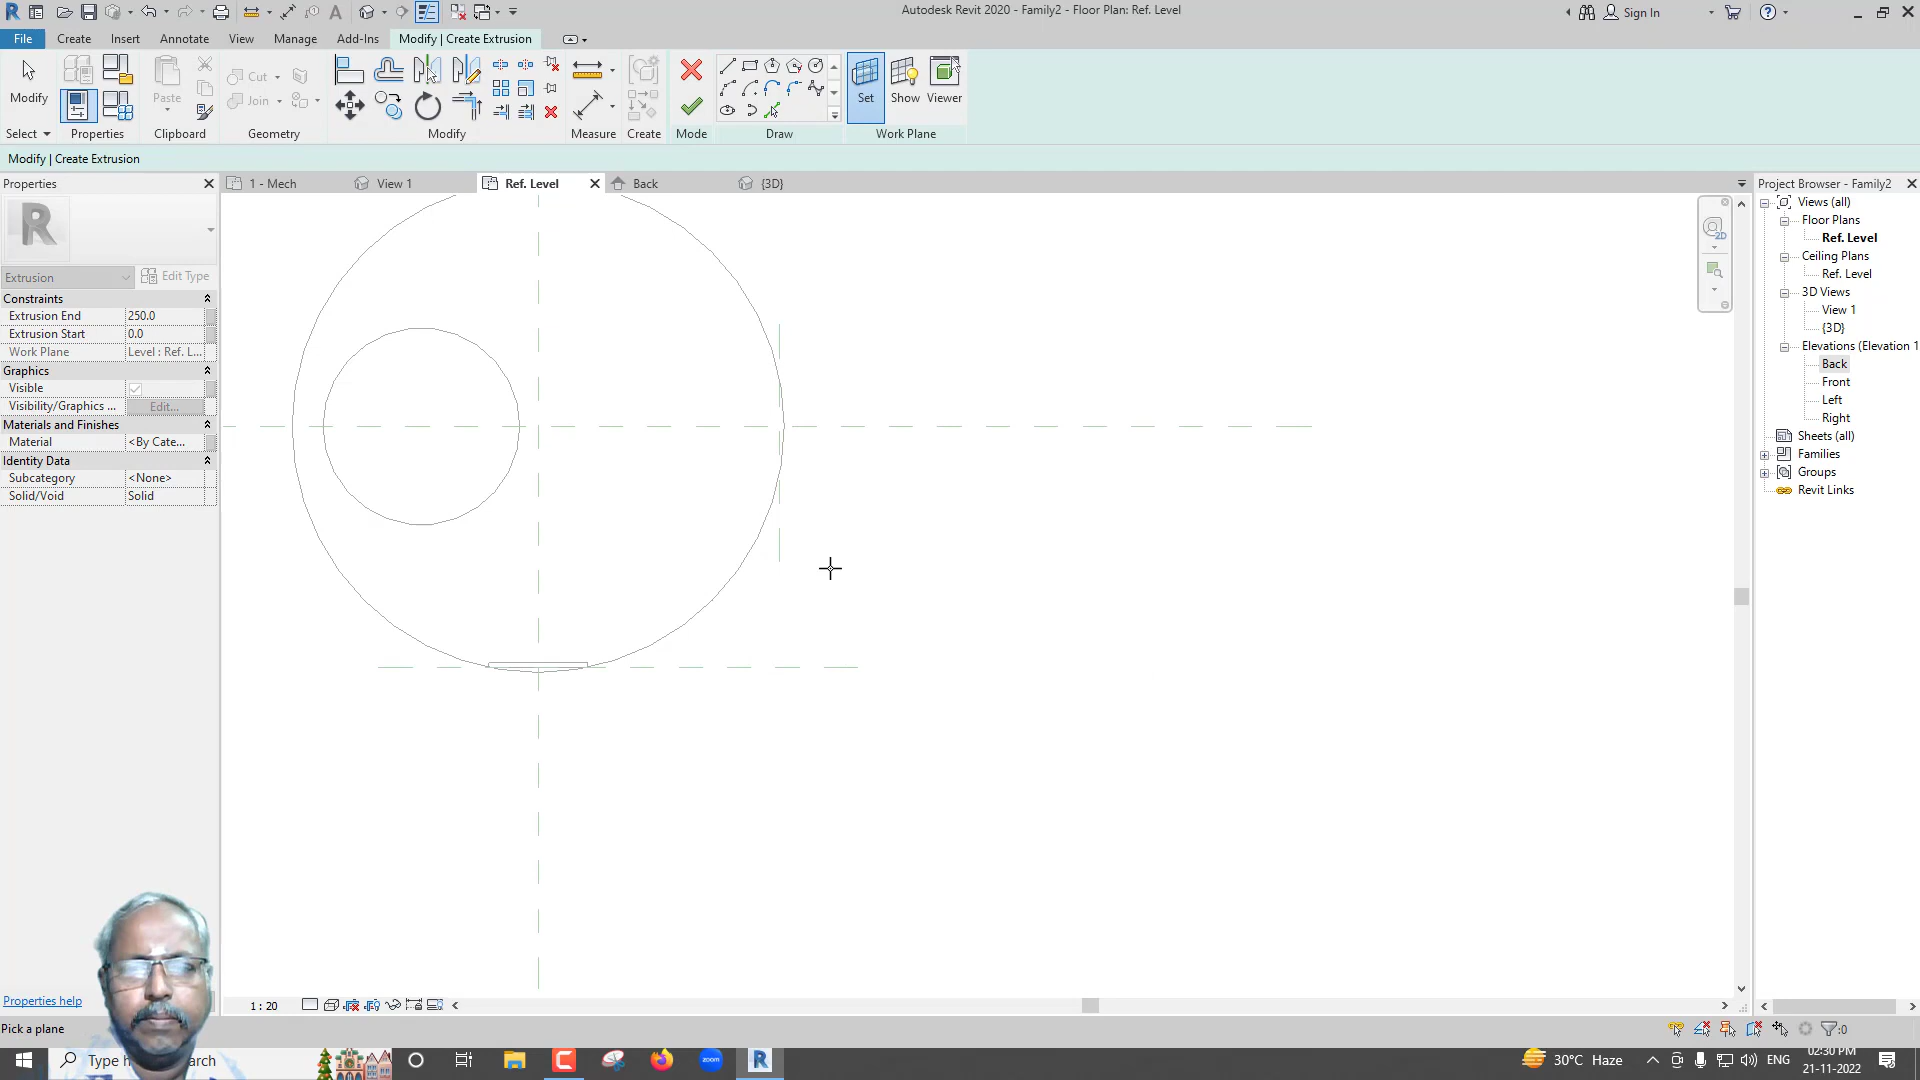 Autodesk Revit 2020 - Family2 - Floor Plan: Ref. Level
Sign In
File Create Insert Annotate View Manage Add-Ins Modify | Create Extrusion
Modify
Paste
Cut
Join
Set Show Viewer
Select Properties Clipboard Geometry Modify Measure Create Mode Draw Work Plane
Modify | Create Extrusion
Properties
1 - Mech View 1 Ref. Level Back {3D}
Project Browser - Family2
Extrusion
Edit Type
Constraints
Extrusion End 250.0
Extrusion Start 0.0
Work Plane Level : Ref. L...
Graphics
Visible
Visibility/Graphics ... Edit...
Materials and Finishes
Material <By Cate...
Identity Data
Subcategory <None>
Solid/Void Solid
Properties help
Views (all)
Floor Plans
Ref. Level
Ceiling Plans
Ref. Level
3D Views
View 1
{3D}
Elevations (Elevation 1
Back
Front
Left
Right
Sheets (all)
Families
Groups
Revit Links
2D
1 : 20
Pick a plane
:0
Type h
arch
zoom
30°C Haze
ENG
02:30 PM
21-11-2022